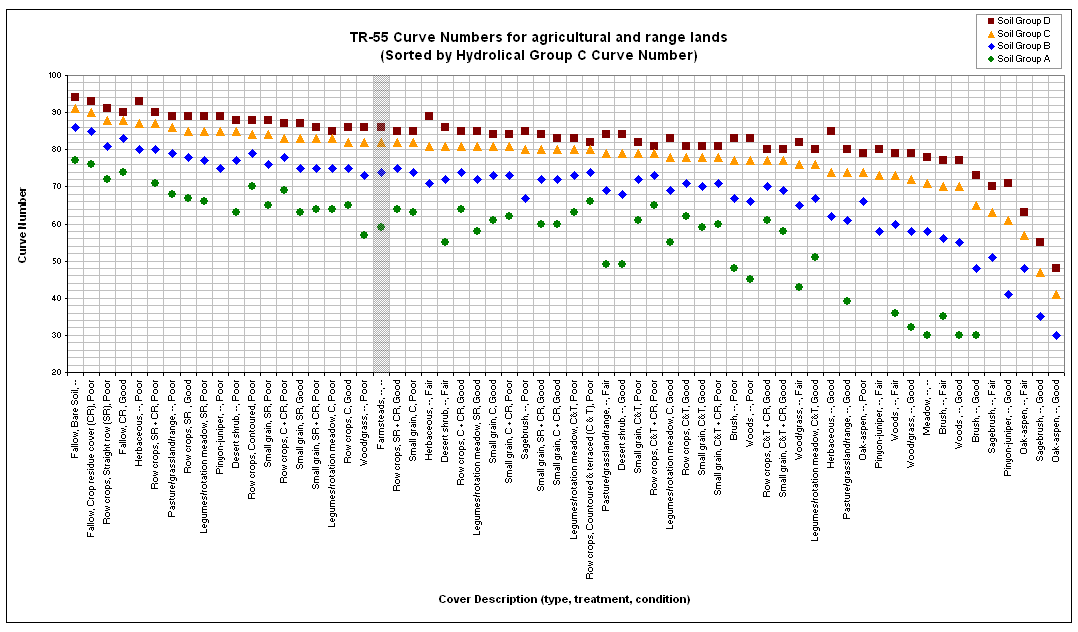 TR-55 Curve Numbers for agricultural and range lands
(Sorted by Hydrolical Group C Curve Number)
Soil Group D
Soil Group C
Soil Group B
Soil Group A
Curve Number
100
90
80
70
60
50
40
30
20
Fallow, Bare Soil, --
Fallow, Crop residue cover (CR), Poor
Row crops, Straight row (SR), Poor
Fallow, CR, Good
Herbaceous, --, Poor
Row crops, SR + CR, Poor
Pasture/grassland/range, --, Poor
Row crops, SR , Good
Legumes/rotation meadow, SR, Poor
Pinjon-juniper, --, Poor
Desert shrub, --, Poor
Row crops, Contoured, Poor
Small grain, SR, Poor
Row crops, C + CR, Poor
Small grain, SR, Good
Small grain, SR + CR, Poor
Legumes/rotation meadow, C, Poor
Row crops, C, Good
Wood/grass, --, Poor
Farmsteads, --, --
Row crops, SR + CR, Good
Small grain, C, Poor
Herbaceous, --, Fair
Desert shrub, --, Fair
Row crops, C + CR, Good
Legumes/rotation meadow, SR, Good
Small grain, C, Good
Small grain, C + CR, Poor
Sagebrush, --, Poor
Small grain, SR + CR, Good
Small grain, C + CR, Good
Legumes/rotation meadow, C&T, Poor
Row crops, Countoured & terraced (C & T), Poor
Pasture/grassland/range, --, Fair
Desert shrub, --, Good
Small grain, C&T, Poor
Row crops, C&T + CR, Poor
Legumes/rotation meadow, C, Good
Row crops, C&T, Good
Small grain, C&T, Good
Small grain, C&T + CR, Poor
Brush, --, Poor
Woods, --, Poor
Row crops, C&T + CR, Good
Small grain, C&T + CR, Good
Wood/grass, --, Fair
Legumes/rotation meadow, C&T, Good
Herbaceous, --, Good
Pasture/grassland/range, --, Good
Oak-aspen, --, Poor
Pinjon-juniper, --, Fair
Woods , --, Fair
Wood/grass, --, Good
Meadow, --, --
Brush, --, Fair
Woods, --, Good
Brush, --, Good
Sagebrush, --, Fair
Pinjon-juniper, --, Good
Oak-aspen, --, Fair
Sagebrush, --, Good
Oak-aspen, --, Good
Cover Description (type, treatment, condition)